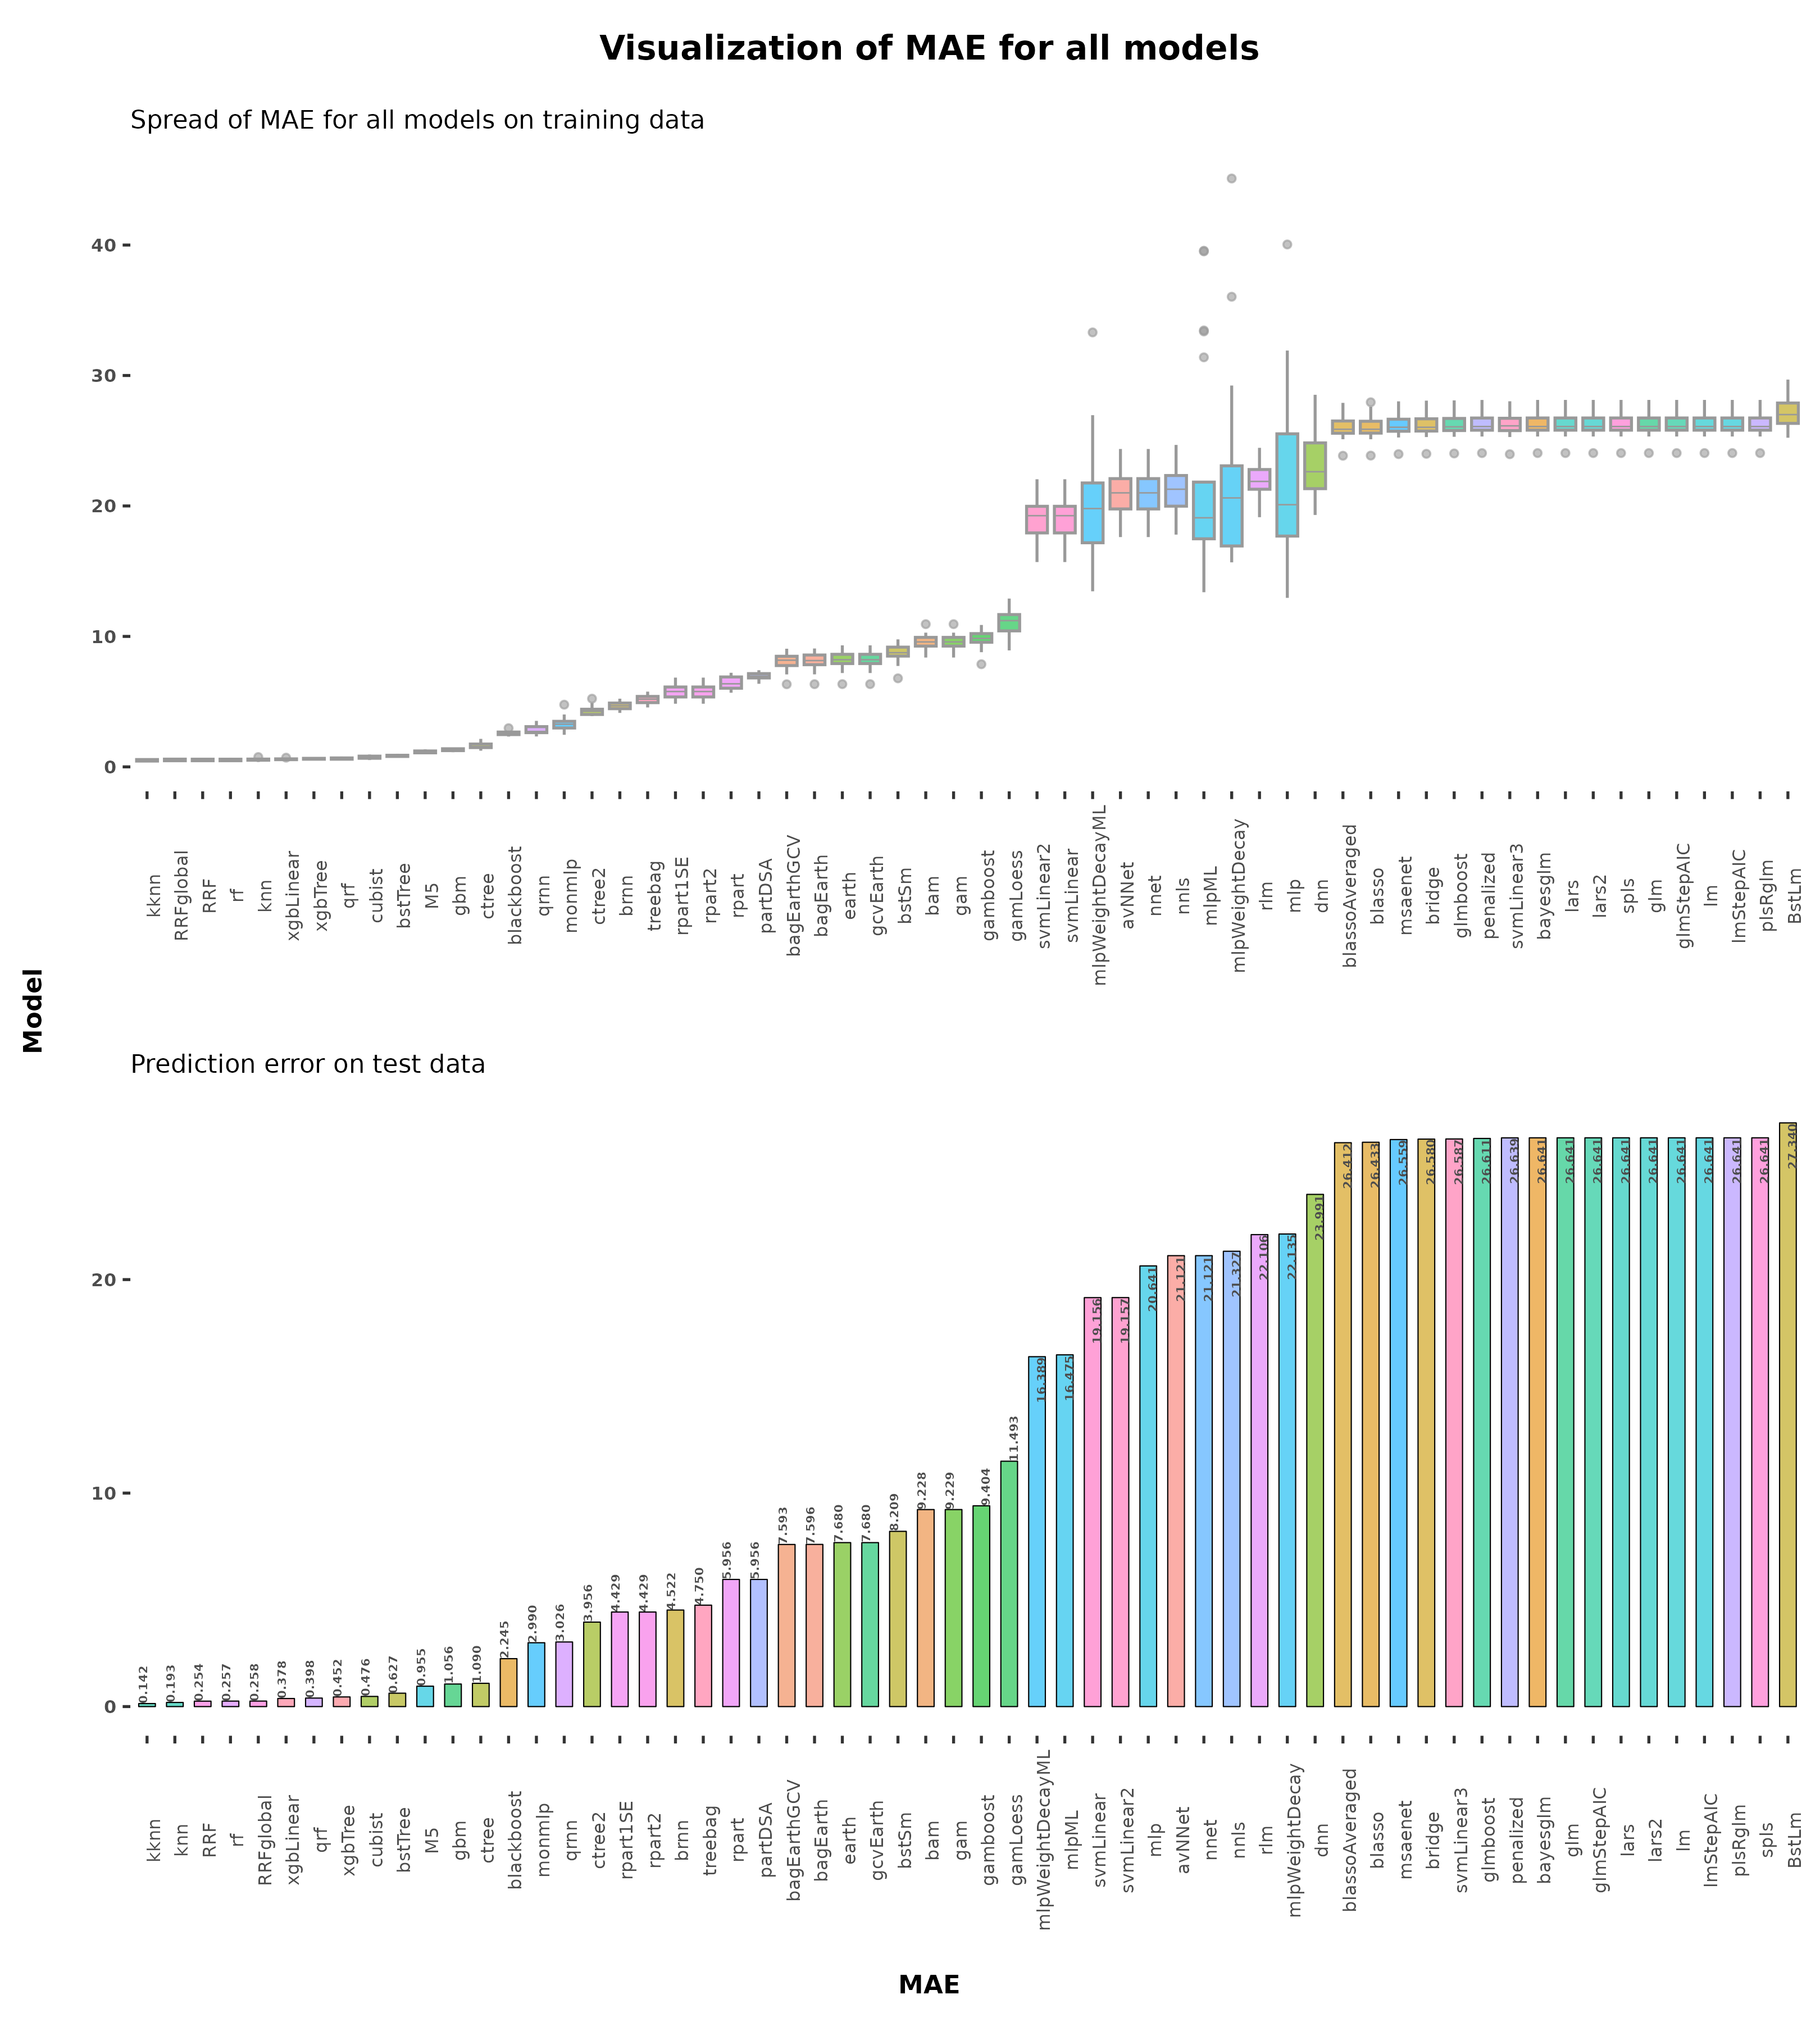 Visualization of MAE for all models
Spread of MAE for all models on training data
40
30
20
10
0
kknn
RRFglobal
RRF
rf
knn
xgbLinear
xgbTree
qrf
cubist
bstTree
M5
gbm
ctree
blackboost
qrnn
monmlp
ctree2
brnn
treebag
rpart1SE
rpart2
rpart
partDSA
bagEarthGCV
bagEarth
earth
gcvEarth
bstSm
bam
gam
gamboost
gamLoess
svmLinear2
svmLinear
mlpWeightDecayML
avNNet
nnet
nnls
mlpML
mlpWeightDecay
rlm
mlp
dnn
blassoAveraged
blasso
msaenet
bridge
glmboost
penalized
svmLinear3
bayesglm
lars
lars2
spls
glm
glmStepAIC
lm
lmStepAIC
plsRglm
BstLm
Model
Prediction error on test data
20
10
0
0.142
0.193
0.254
0.257
0.258
0.378
0.398
0.452
0.476
0.627
0.955
1.056
1.090
2.245
2.990
3.026
3.956
4.429
4.429
4.522
4.750
5.956
5.956
7.593
7.596
7.680
7.680
8.209
9.228
9.229
9.404
11.493
16.389
16.475
19.156
19.157
20.641
21.121
21.121
21.327
22.106
22.135
23.991
26.412
26.433
26.559
26.580
26.587
26.611
26.639
26.641
26.641
26.641
26.641
26.641
26.641
26.641
26.641
26.641
27.340
kknn
knn
RRF
rf
RRFglobal
xgbLinear
qrf
xgbTree
cubist
bstTree
M5
gbm
ctree
blackboost
monmlp
qrnn
ctree2
rpart1SE
rpart2
brnn
treebag
rpart
partDSA
bagEarthGCV
bagEarth
earth
gcvEarth
bstSm
bam
gam
gamboost
gamLoess
mlpWeightDecayML
mlpML
svmLinear
svmLinear2
mlp
avNNet
nnet
nnls
rlm
mlpWeightDecay
dnn
blassoAveraged
blasso
msaenet
bridge
svmLinear3
glmboost
penalized
bayesglm
glm
glmStepAIC
lars
lars2
lm
lmStepAIC
plsRglm
spls
BstLm
MAE